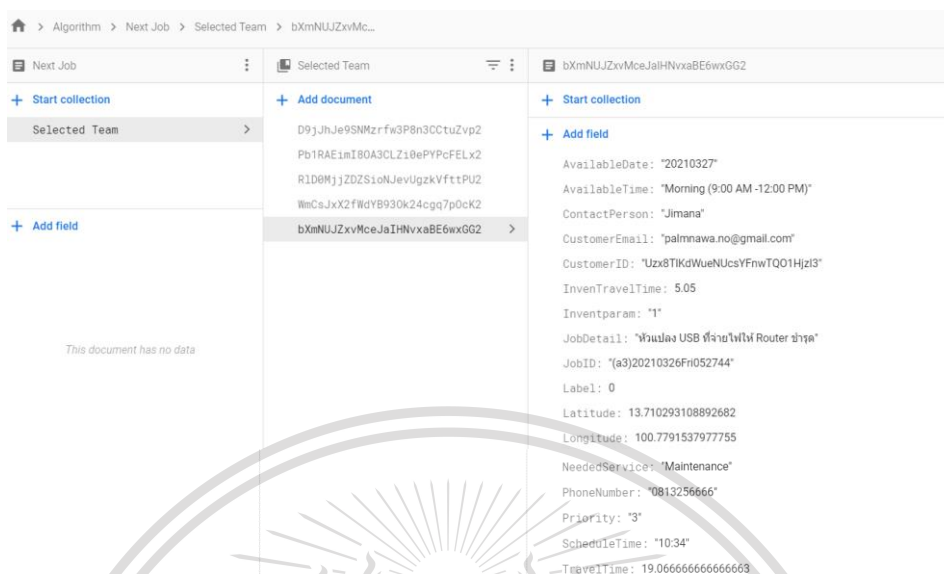 > Algorithm > Next Job > Selected Team > bXmNUJZxvMc...
Next Job
+ Start collection
Selected Team >
+ Add field
This document has no data
Selected Team
+ Add document
D9jJhJe9SNMzrfw3P8n3CCtuZvp2
Pb1RAEimI8OA3CLZi0ePYPcFELx2
RlD0MjjZDZSioNJevUgzkVfttPU2
WmCsJxX2fWdYB93Ok24cgq7pOcK2
bXmNUJZxvMceJaIHNvxaBE6wxGG2 >
bXmNUJZxvMceJaIHNvxaBE6wxGG2
+ Start collection
+ Add field
AvailableDate: "20210327"
AvailableTime: "Morning (9:00 AM -12:00 PM)"
ContactPerson: "Jimana"
CustomerEmail: "palmnawa.no@gmail.com"
CustomerID: "Uzx8TlKdWueNUcsYFnwTQO1Hjzl3"
InvenTravelTime: 5.05
Inventparam: "1"
JobDetail: "หัวแปลง USB ที่จ่ายไฟให้ Router ชำรุด"
JobID: "(a3)20210326Fri052744"
Label: 0
Latitude: 13.710293108892682
Longitude: 100.7791537977755
NeededService: "Maintenance"
PhoneNumber: "0813256666"
Priority: "3"
ScheduleTime: "10:34"
TravelTime: 19.066666666666663